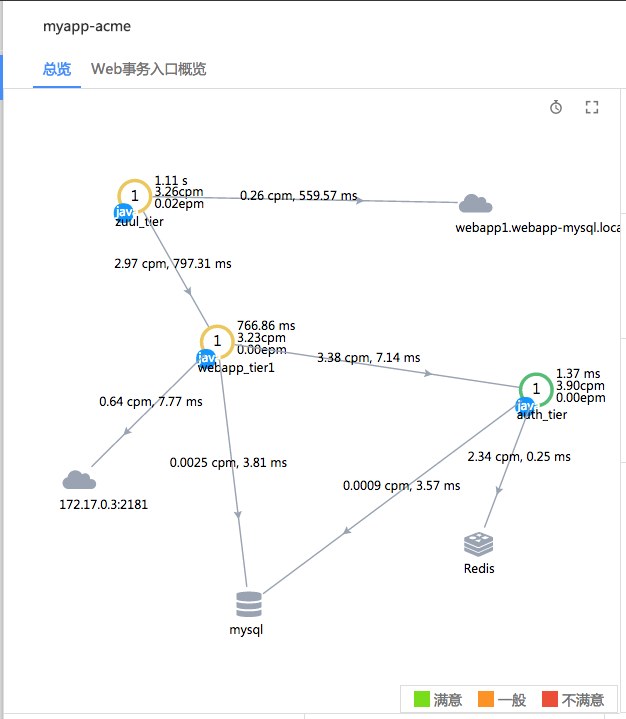 myapp-acme
总览
Web事务入口概览
1
1.11 s
3.26cpm
0.02epm
java
zuul_tier
0.26 cpm, 559.57 ms
webapp1.webapp-mysql.loca
2.97 cpm, 797.31 ms
1
766.86 ms
3.23cpm
0.00epm
java
webapp_tier1
3.38 cpm, 7.14 ms
1
1.37 ms
3.90cpm
0.00epm
java
auth_tier
0.64 cpm, 7.77 ms
0.0025 cpm, 3.81 ms
2.34 cpm, 0.25 ms
0.0009 cpm, 3.57 ms
172.17.0.3:2181
Redis
mysql
满意
一般
不满意